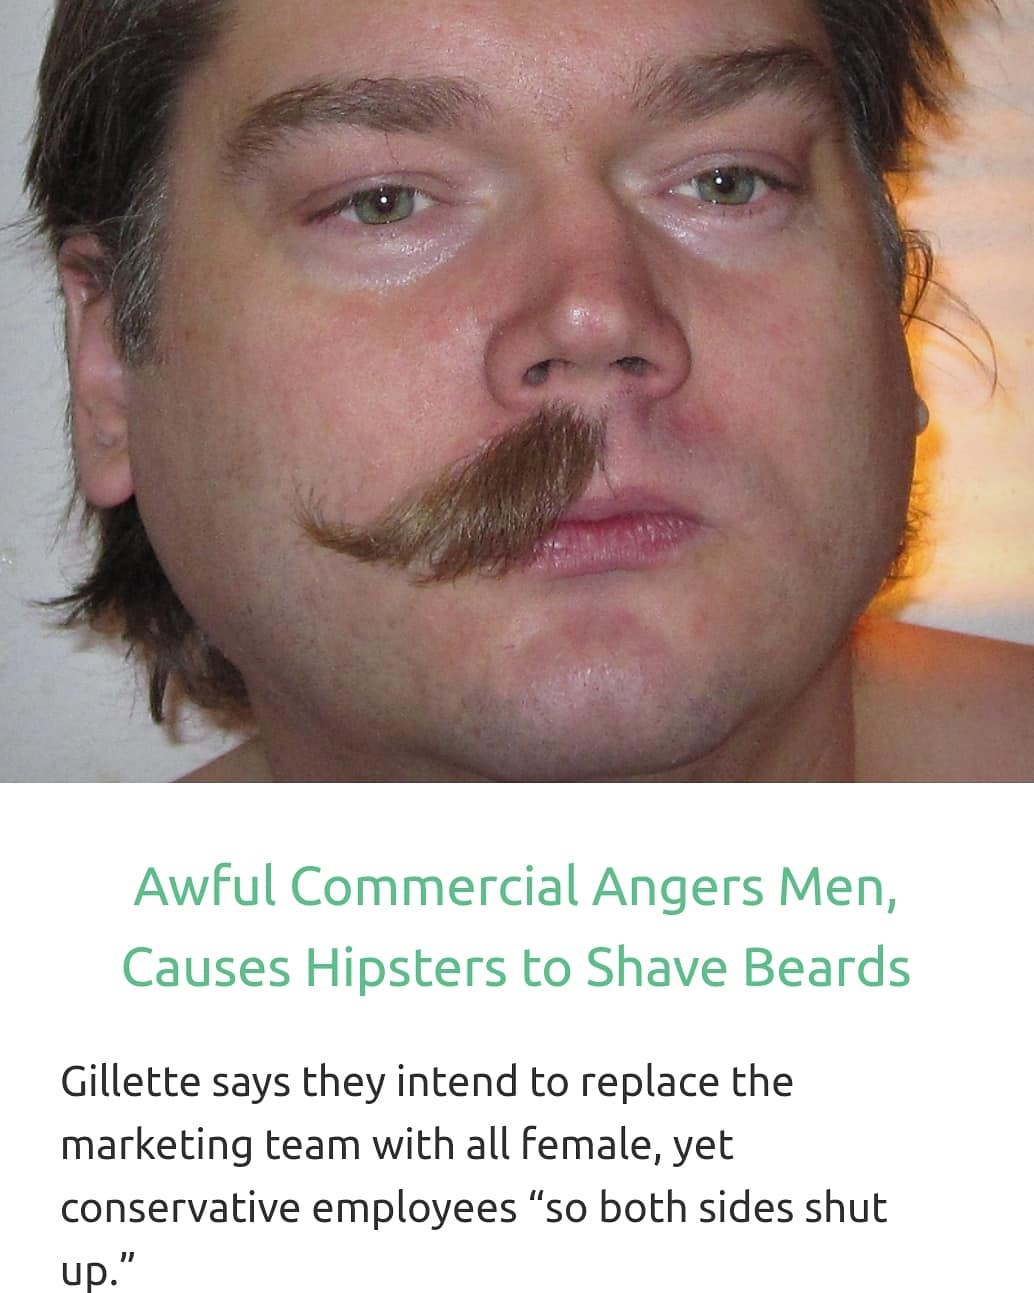 Awful Commercial Angers Men,
Causes Hipsters to Shave Beards
Gillette says they intend to replace the
marketing team with all female, yet
conservative employees “so both sides shut
up.”